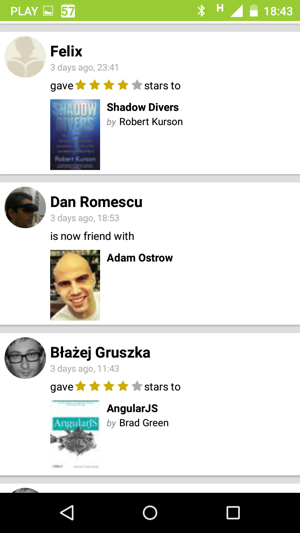 PLAY 57 H 18:43
Felix
3 days ago, 23:41
gave stars to
SHADOW DIVERS
Robert Kurson
Shadow Divers
by Robert Kurson
Dan Romescu
3 days ago, 18:53
is now friend with
Adam Ostrow
Błażej Gruszka
3 days ago, 11:43
gave stars to
AngularJS
AngularJS
by Brad Green